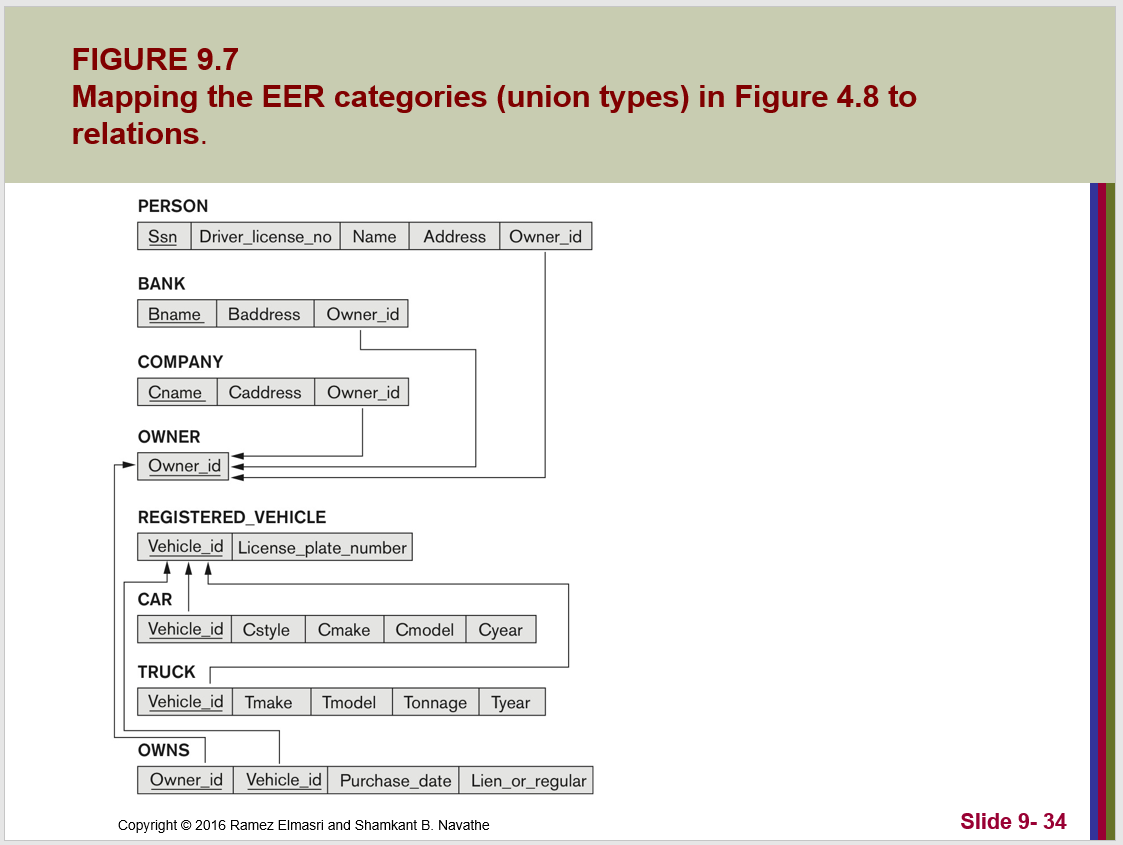 FIGURE 9.7
Mapping the EER categories (union types) in Figure 4.8 to
relations.
PERSON
Ssn Driver_license_no Name Address Owner_id
BANK
Bname Baddress Owner_id
COMPANY
Cname Caddress Owner_id
OWNER
Owner_id
REGISTERED_VEHICLE
Vehicle_id License_plate_number
CAR
Vehicle_id Cstyle Cmake Cmodel Cyear
TRUCK
Vehicle_id Tmake Tmodel Tonnage Tyear
OWNS
Owner_id Vehicle_id Purchase_date Lien_or_regular
Copyright © 2016 Ramez Elmasri and Shamkant B. Navathe
Slide 9- 34